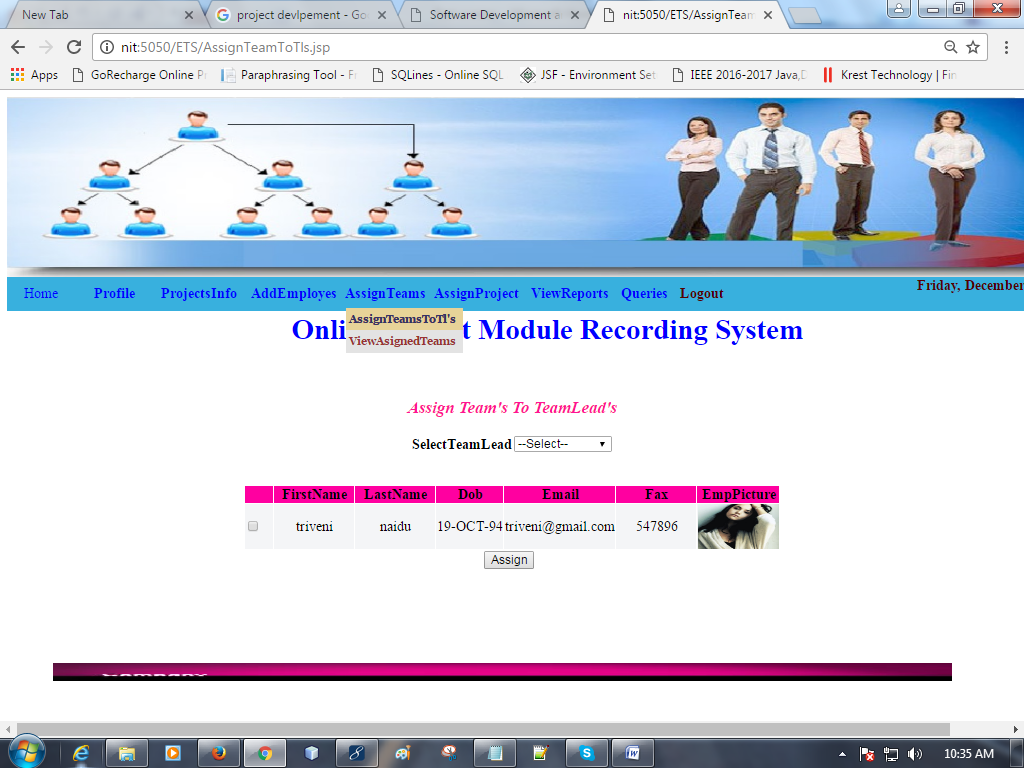 New Tab
project devlpement - Go
Software Development a
nit:5050/ETS/AssignTeam
nit:5050/ETS/AssignTeamToTls.jsp
Apps
GoRecharge Online P
Paraphrasing Tool - F
SQLines - Online SQL
JSF - Environment Set
IEEE 2016-2017 Java,D
Krest Technology | Fin
Home Profile ProjectsInfo AddEmployes AssignTeams AssignProject ViewReports Queries Logout
Friday, December
AssignTeamsToTl's
ViewAsignedTeams
Onli t Module Recording System
Assign Team's To TeamLead's
SelectTeamLead --Select--
FirstName LastName Dob Email Fax EmpPicture
triveni naidu 19-OCT-94 triveni@gmail.com 547896
Assign
10:35 AM